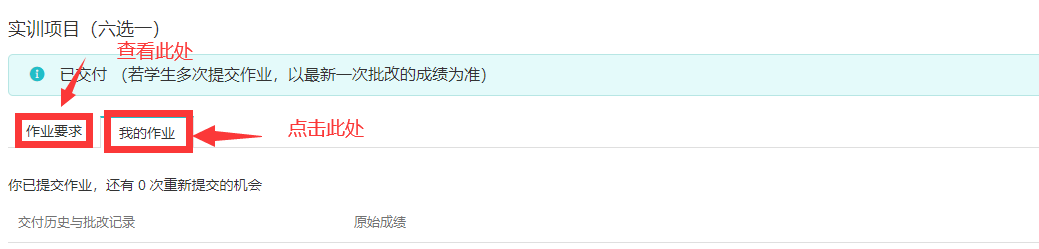 实训项目（六选一）
查看此处
已交付 （若学生多次提交作业，以最新一次批改的成绩为准）
作业要求
我的作业
点击此处
你已提交作业，还有 0 次重新提交的机会
交付历史与批改记录
原始成绩